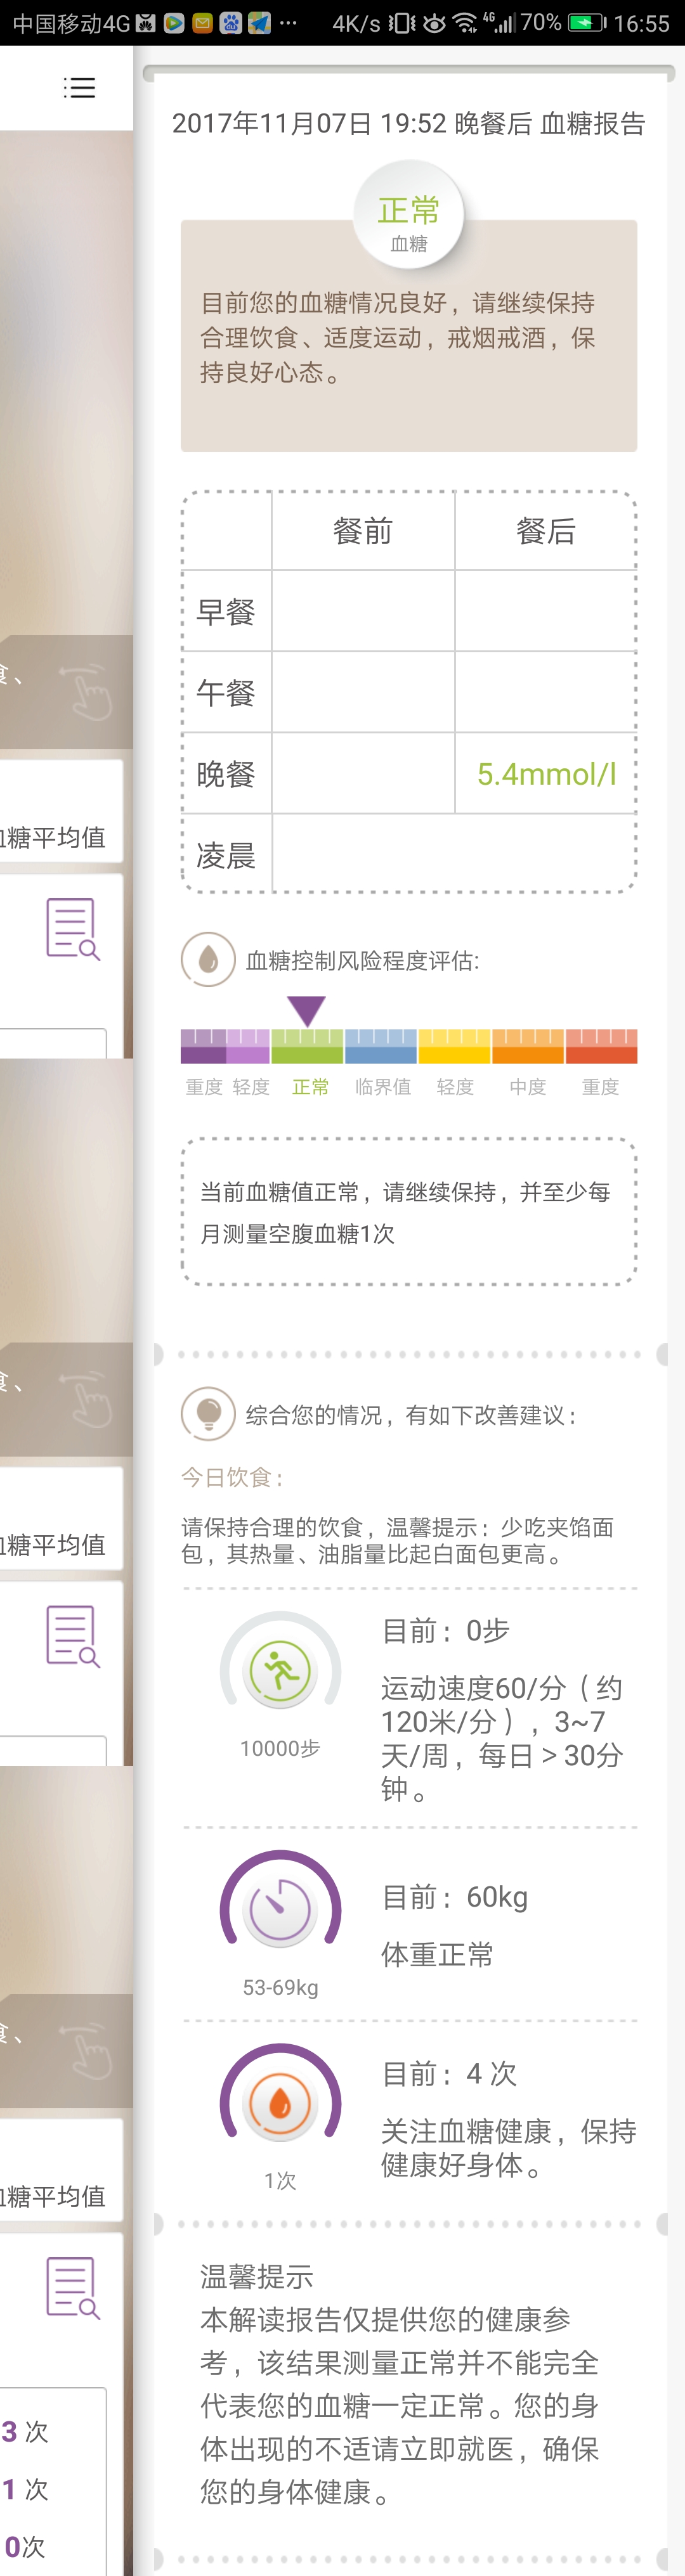 中国移动4G ··· 4K/s 4G 70% 16:55
2017年11月07日 19:52 晚餐后 血糖报告
正常
血糖
目前您的血糖情况良好，请继续保持
合理饮食、适度运动，戒烟戒酒，保
持良好心态。
餐前 餐后
早餐
午餐
晚餐 5.4mmol/l
凌晨
血糖控制风险程度评估:
重度 轻度 正常 临界值 轻度 中度 重度
当前血糖值正常，请继续保持，并至少每
月测量空腹血糖1次
综合您的情况，有如下改善建议：
今日饮食：
请保持合理的饮食，温馨提示：少吃夹馅面
包，其热量、油脂量比起白面包更高。
10000步
目前：0步
运动速度60/分（约
120米/分），3~7
天/周，每日＞30分
钟。
53-69kg
目前：60kg
体重正常
1次
目前：4 次
关注血糖健康，保持
健康好身体。
温馨提示
本解读报告仅提供您的健康参
考，该结果测量正常并不能完全
代表您的血糖一定正常。您的身
体出现的不适请立即就医，确保
您的身体健康。
食、
糖平均值
食、
糖平均值
食、
糖平均值
3 次
1 次
0次